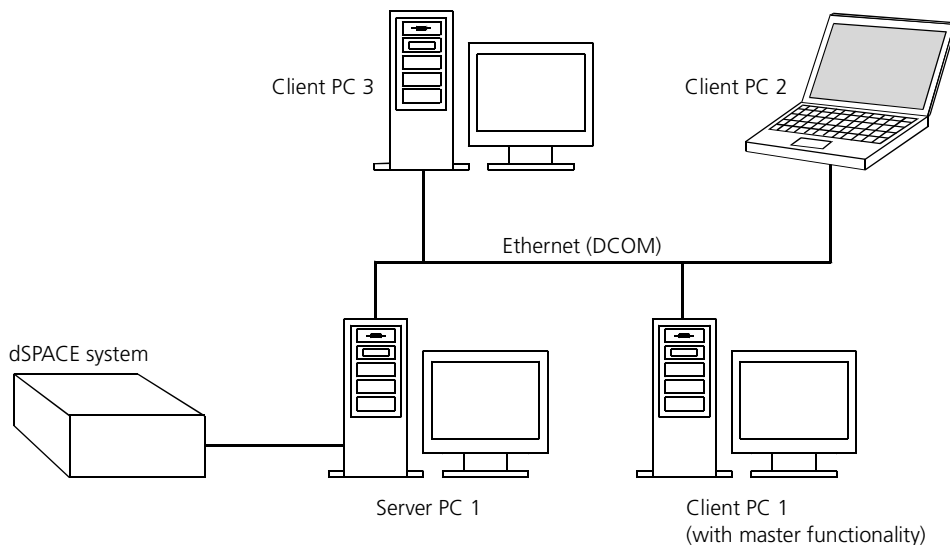 Client PC 3
Client PC 2
Ethernet (DCOM)
dSPACE system
Server PC 1
Client PC 1
(with master functionality)